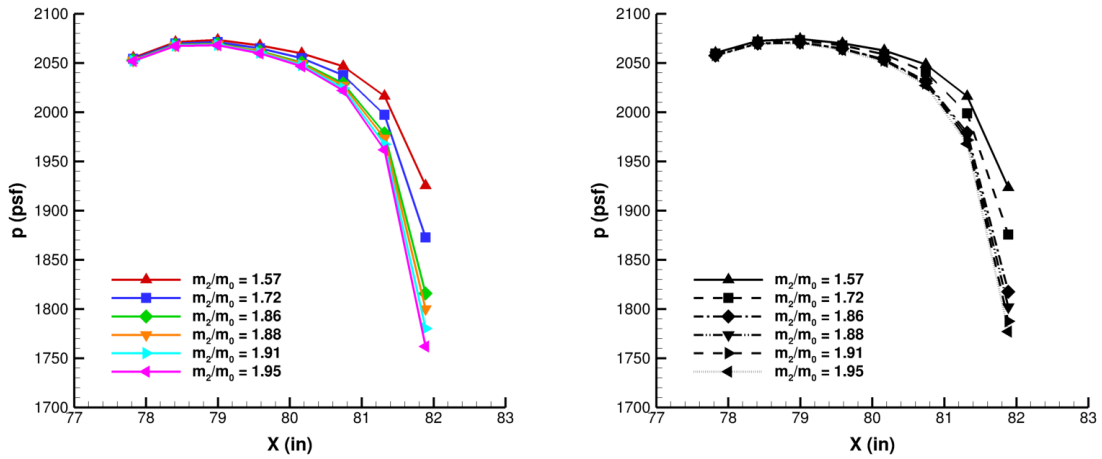 2100
2050
2000
1950
1900
1850
1800
1750
1700
p (psf)
m₂/m₀ = 1.57
m₂/m₀ = 1.72
m₂/m₀ = 1.86
m₂/m₀ = 1.88
m₂/m₀ = 1.91
m₂/m₀ = 1.95
77 78 79 80 81 82 83
X (in)
2100
2050
2000
1950
1900
1850
1800
1750
1700
p (psf)
m₂/m₀ = 1.57
m₂/m₀ = 1.72
m₂/m₀ = 1.86
m₂/m₀ = 1.88
m₂/m₀ = 1.91
m₂/m₀ = 1.95
77 78 79 80 81 82 83
X (in)